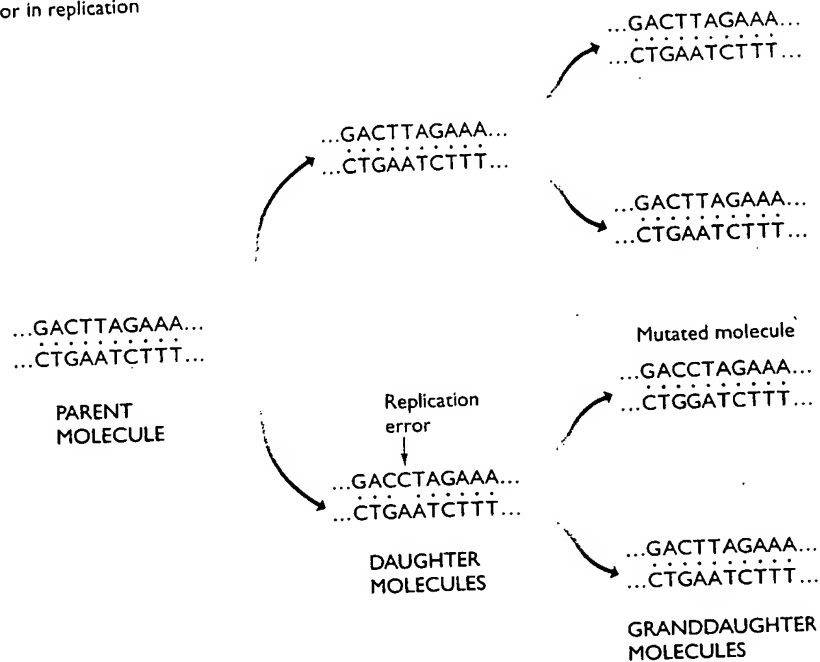 or in replication
...GACTTAGAAA...
...CTGAATCTTT...
...GACTTAGAAA...
...CTGAATCTTT...
...GACTTAGAAA...
...CTGAATCTTT...
...GACTTAGAAA...
...CTGAATCTTT...
PARENT
MOLECULE
Replication
error
...GACCTAGAAA...
...CTGAATCTTT...
DAUGHTER
MOLECULES
Mutated molecule
...GACCTAGAAA...
...CTGGATCTTT...
...GACTTAGAAA...
...CTGAATCTTT...
GRANDDAUGHTER
MOLECULES